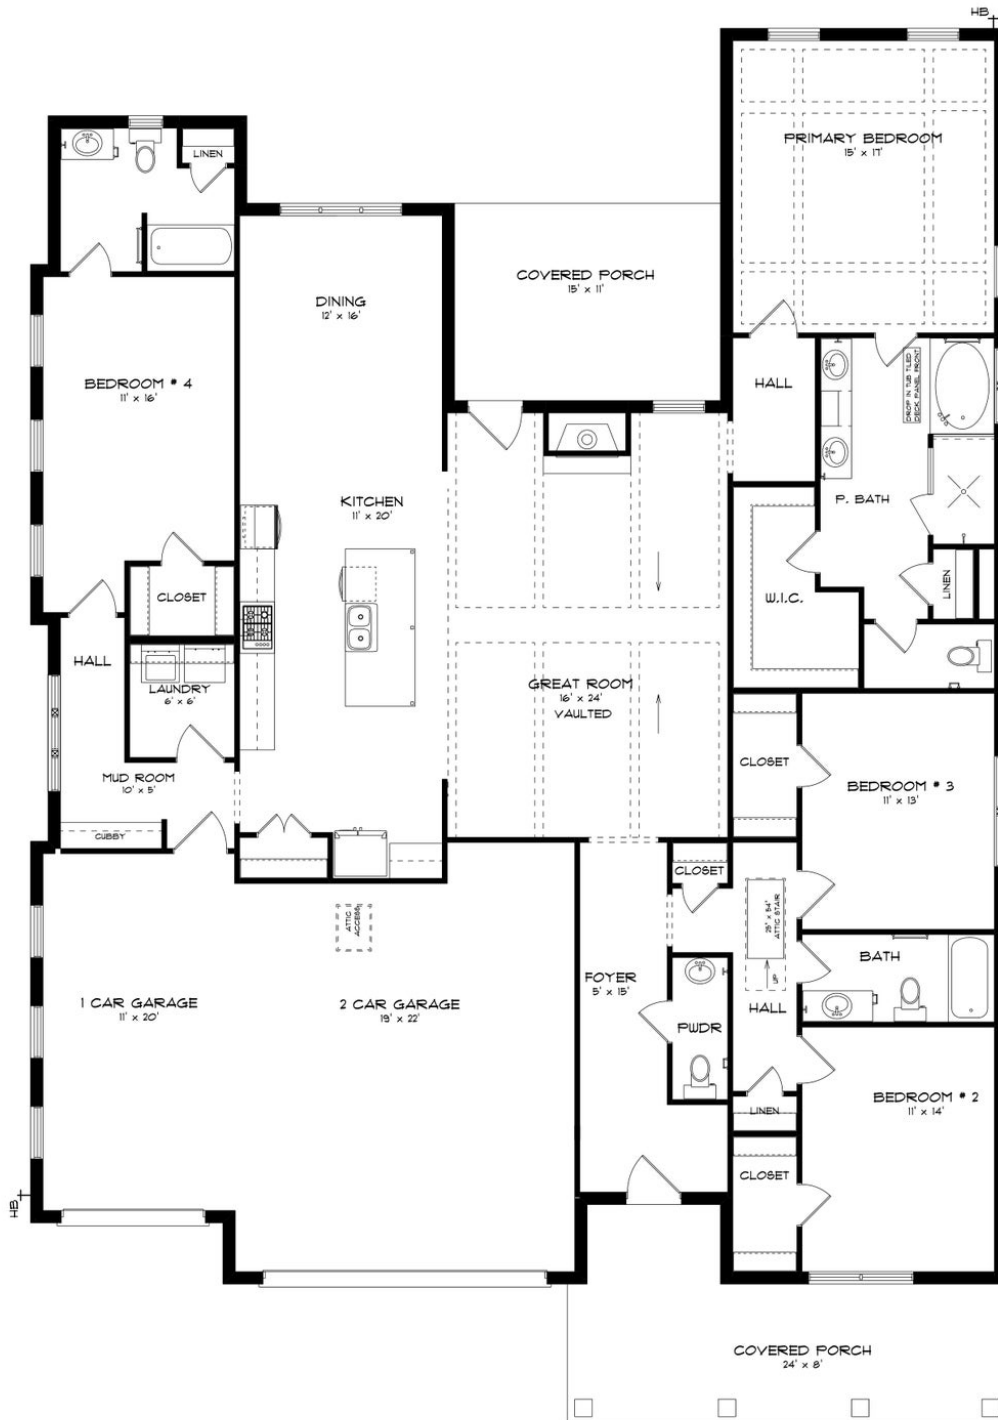 HB
PRIMARY BEDROOM
15' x 17'
LINEN
COVERED PORCH
15' x 11'
DINING
12' x 16'
BEDROOM # 4
11' x 16'
HALL
DROP IN TUB TILED
DECK PANEL FRONT
KITCHEN
11' x 20'
P. BATH
CLOSET
W.I.C.
LINEN
HALL
LAUNDRY
6' x 6'
GREAT ROOM
16' x 24'
VAULTED
MUD ROOM
10' x 5'
CLOSET
BEDROOM # 3
11' x 13'
CUBBY
CLOSET
ATTIC
ACCESS
25" x 54"
ATTIC STAIR
UP
BATH
FOYER
5' x 15'
1 CAR GARAGE
11' x 20'
2 CAR GARAGE
19' x 22'
HALL
PWDR
BEDROOM # 2
11' x 14'
LINEN
CLOSET
HB
COVERED PORCH
24' x 8'